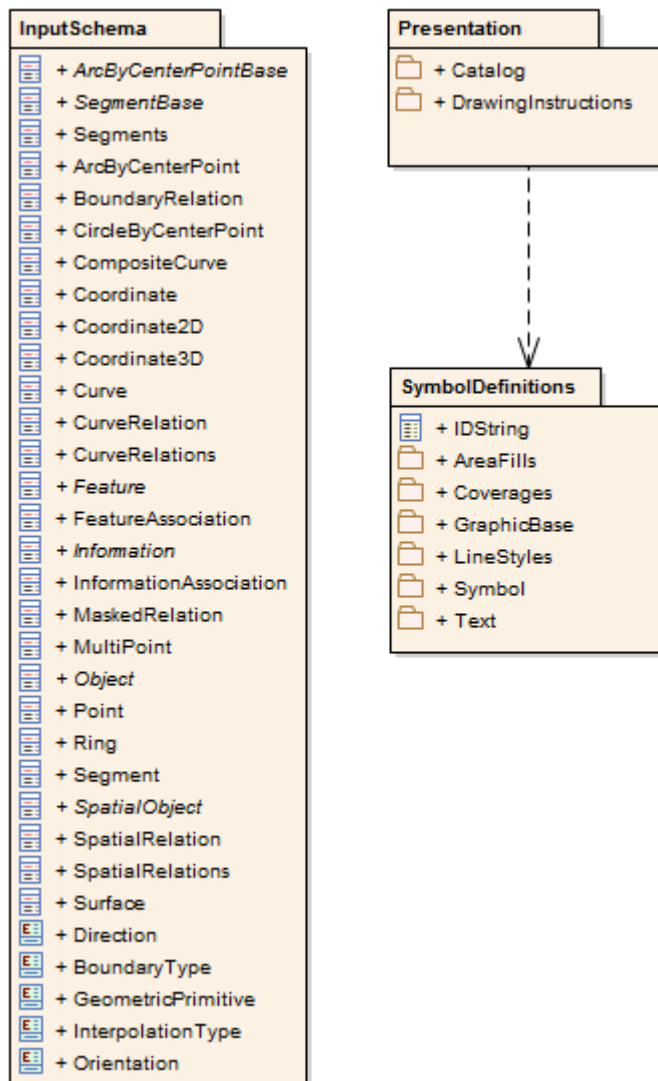 InputSchema
+ ArcByCenterPointBase
+ SegmentBase
+ Segments
+ ArcByCenterPoint
+ BoundaryRelation
+ CircleByCenterPoint
+ CompositeCurve
+ Coordinate
+ Coordinate2D
+ Coordinate3D
+ Curve
+ CurveRelation
+ CurveRelations
+ Feature
+ FeatureAssociation
+ Information
+ InformationAssociation
+ MaskedRelation
+ MultiPoint
+ Object
+ Point
+ Ring
+ Segment
+ SpatialObject
+ SpatialRelation
+ SpatialRelations
+ Surface
+ Direction
+ BoundaryType
+ GeometricPrimitive
+ InterpolationType
+ Orientation
Presentation
+ Catalog
+ DrawingInstructions
SymbolDefinitions
+ IDString
+ AreaFills
+ Coverages
+ GraphicBase
+ LineStyles
+ Symbol
+ Text